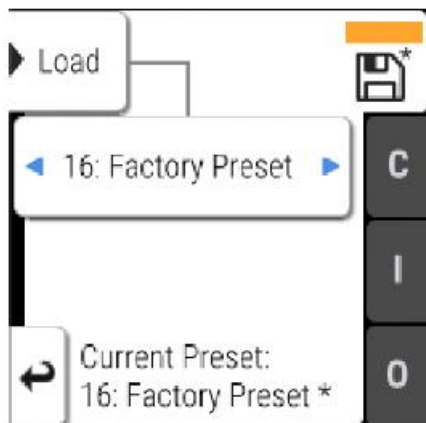 Load
*
16: Factory Preset
C
I
O
Current Preset:
16: Factory Preset *